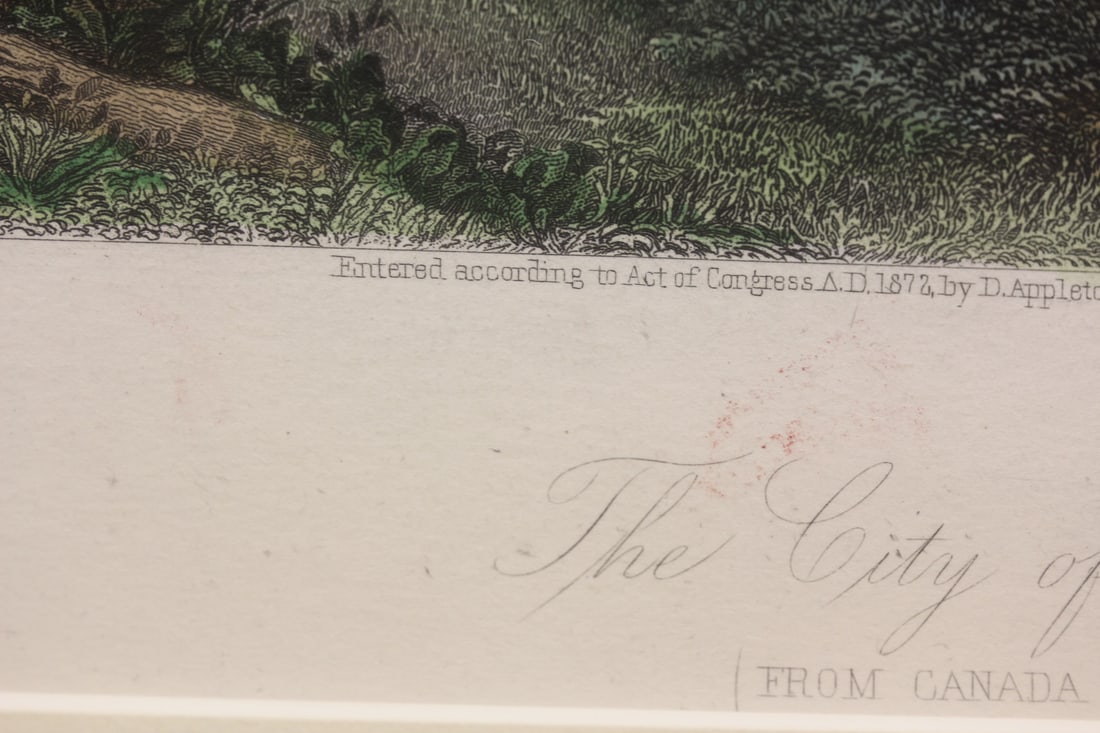 Entered according to Act of Congress A.D. 1872, by D. Appleto
The City of
(FROM CANADA